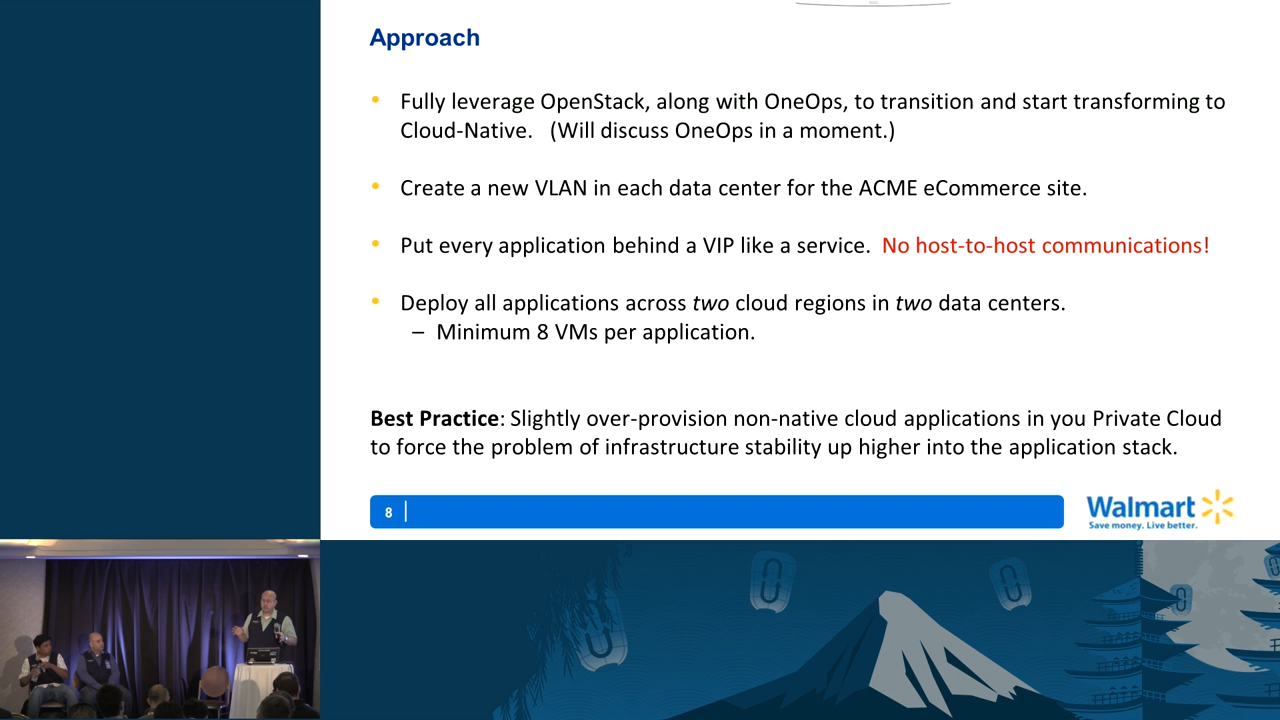 Approach
• Fully leverage OpenStack, along with OneOps, to transition and start transforming to
Cloud-Native. (Will discuss OneOps in a moment.)
• Create a new VLAN in each data center for the ACME eCommerce site.
• Put every application behind a VIP like a service. No host-to-host communications!
• Deploy all applications across two cloud regions in two data centers.
– Minimum 8 VMs per application.
Best Practice: Slightly over-provision non-native cloud applications in you Private Cloud
to force the problem of infrastructure stability up higher into the application stack.
8
Walmart
Save money. Live better.